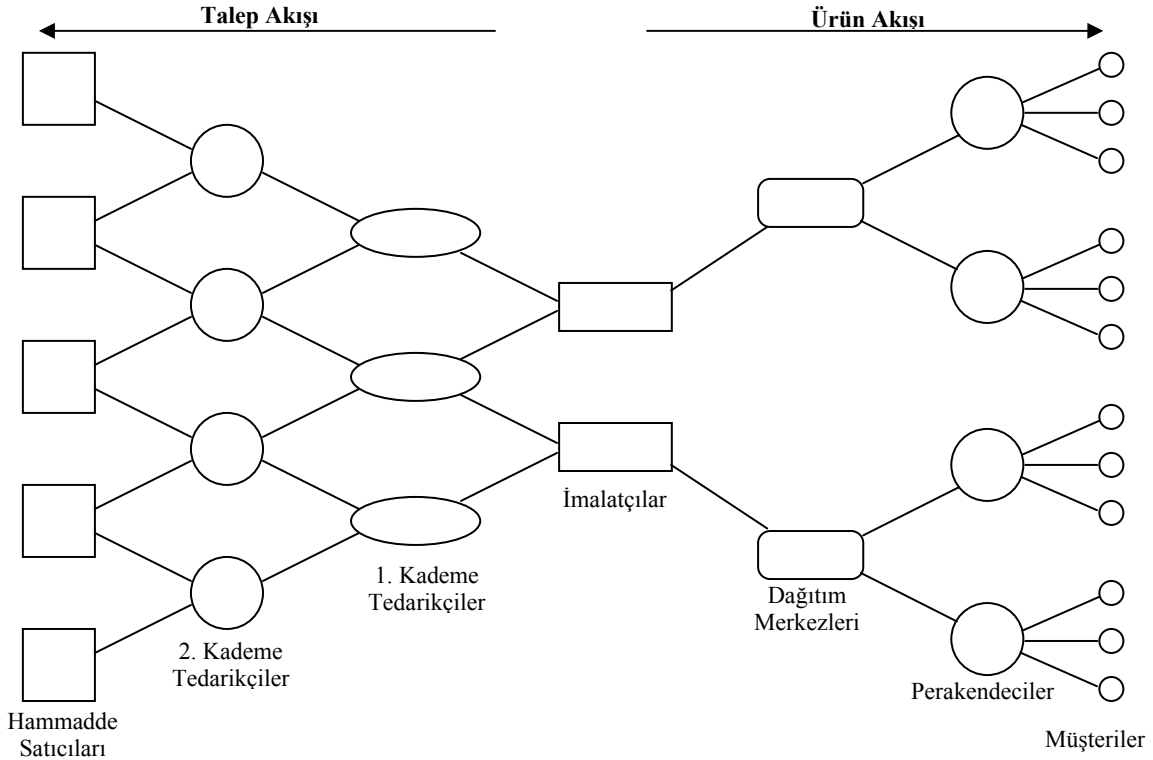 Talep Akışı
Ürün Akışı
İmalatçılar
1. Kademe
Tedarikçiler
Dağıtım
Merkezleri
2. Kademe
Tedarikçiler
Perakendeciler
Hammadde
Satıcıları
Müşteriler